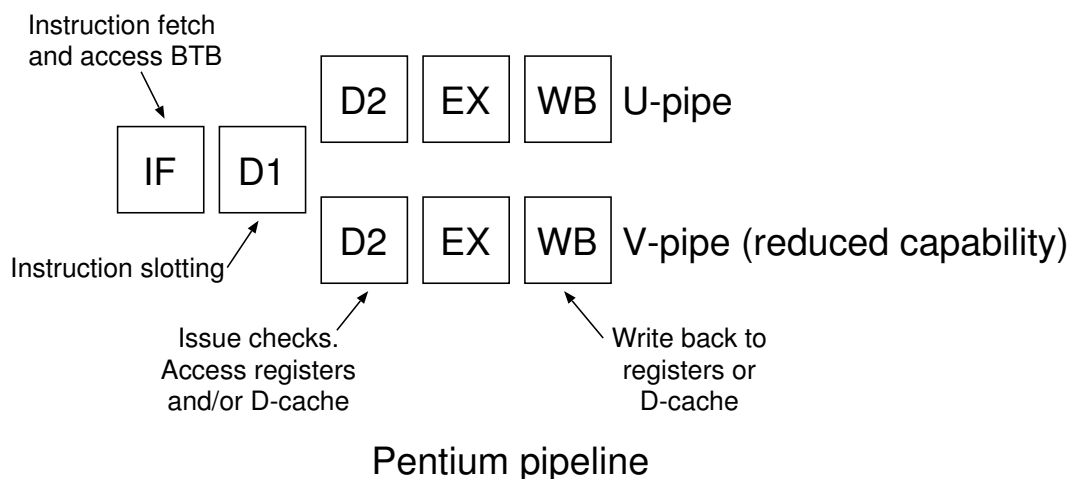 Instruction fetch
and access BTB
D2 EX WB U-pipe
IF D1
D2 EX WB V-pipe (reduced capability)
Instruction slotting
Issue checks.
Access registers
and/or D-cache
Write back to
registers or
D-cache
Pentium pipeline